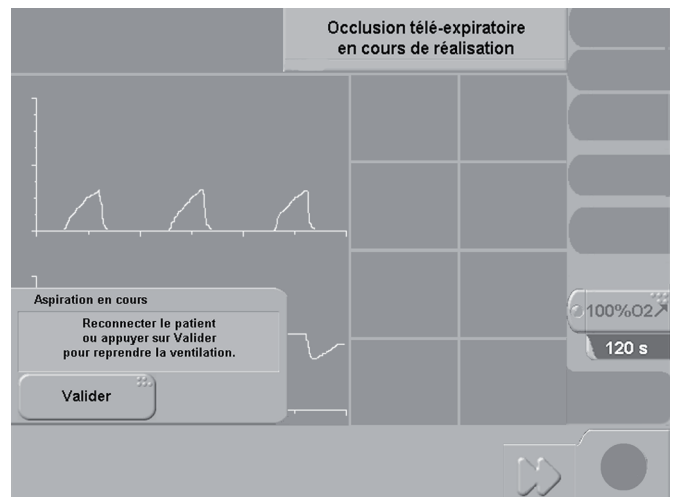 Occlusion télé-expiratoire
en cours de réalisation
Aspiration en cours
Reconnecter le patient
ou appuyer sur Valider
pour reprendre la ventilation.
Valider
100%O2↗
120 s